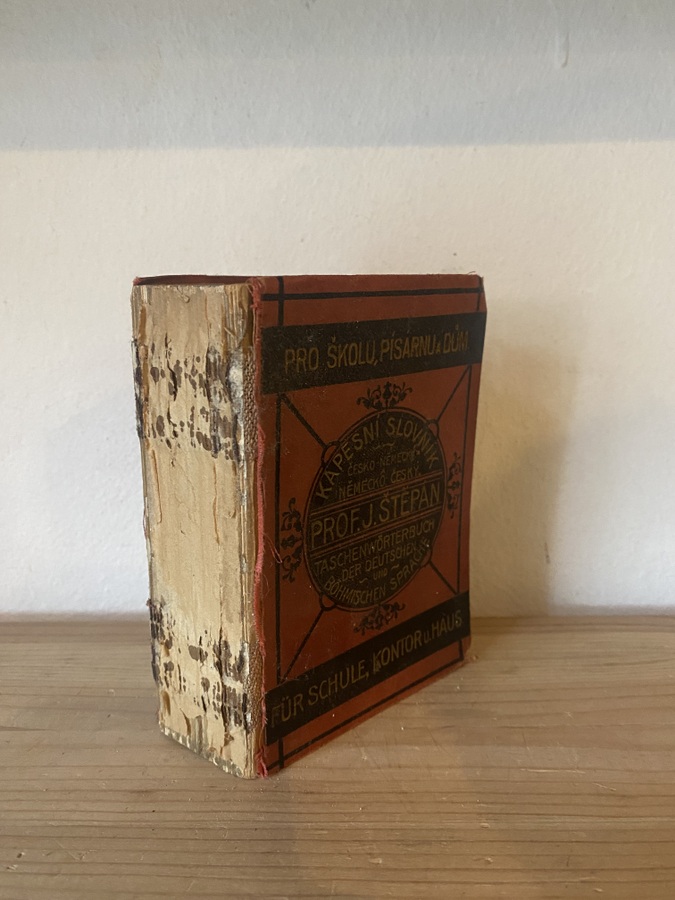 PRO ŠKOLU, PÍSÁRNU a DŮM
KAPESNÍ SLOVNÍK
ČESKO-NĚMECKÝ
A
NĚMECKO-ČESKÝ
PROF. J. ŠTĚPÁN
TASCHENWÖRTERBUCH
DER DEUTSCHEN
UND
BÖHMISCHEN SPRACHE
FÜR SCHULE, KONTOR u. HAUS